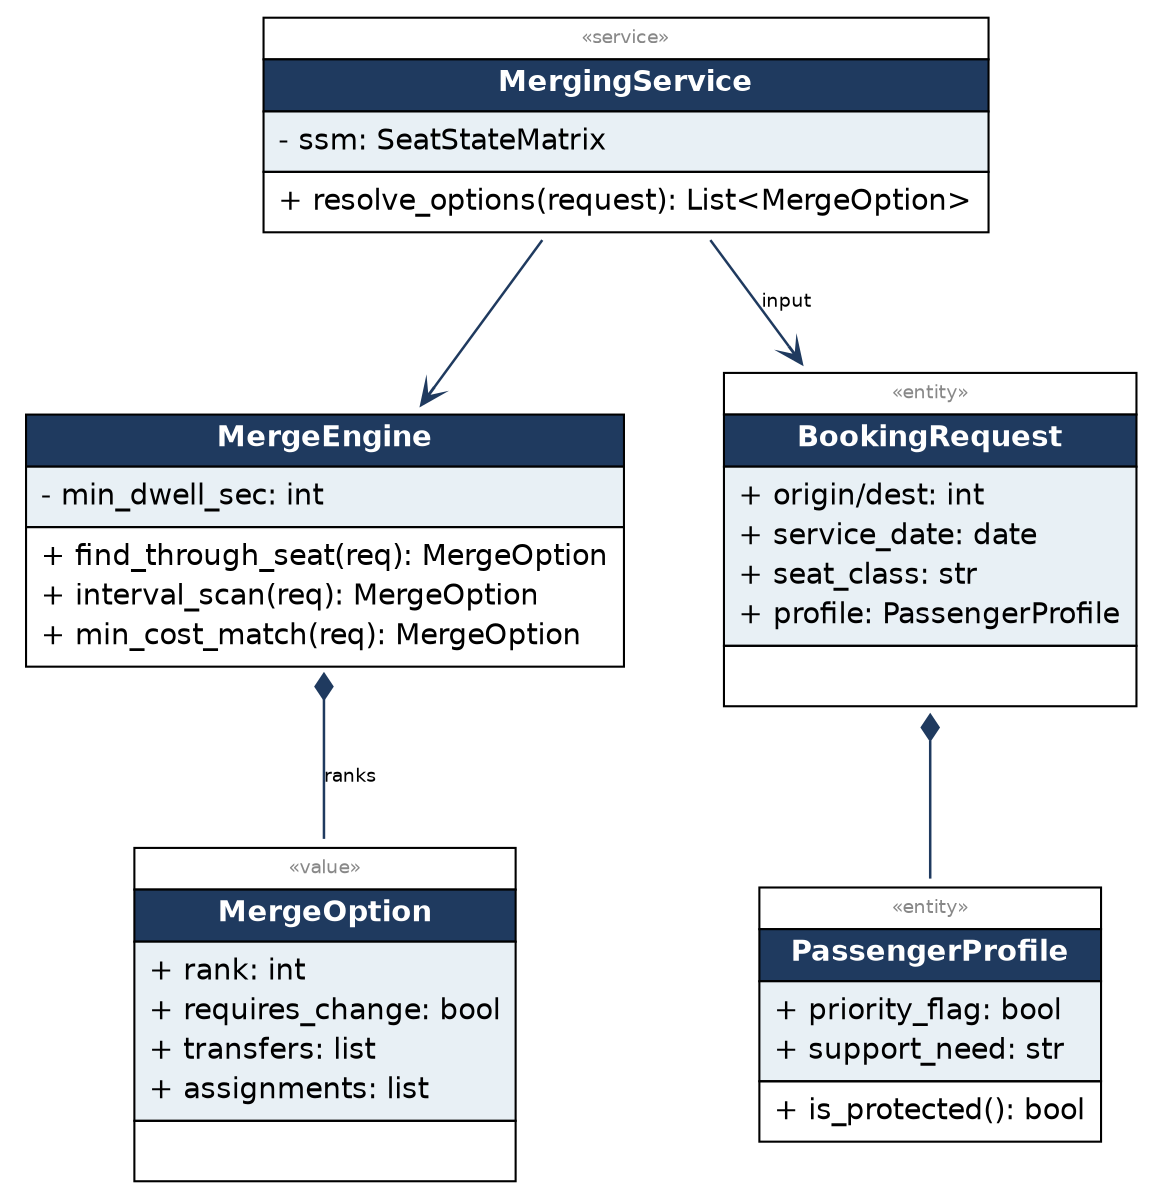 «service»
MergingService
- ssm: SeatStateMatrix
+ resolve_options(request): List<MergeOption>
input
MergeEngine
- min_dwell_sec: int
+ find_through_seat(req): MergeOption
+ interval_scan(req): MergeOption
+ min_cost_match(req): MergeOption
«entity»
BookingRequest
+ origin/dest: int
+ service_date: date
+ seat_class: str
+ profile: PassengerProfile
ranks
«value»
MergeOption
+ rank: int
+ requires_change: bool
+ transfers: list
+ assignments: list
«entity»
PassengerProfile
+ priority_flag: bool
+ support_need: str
+ is_protected(): bool